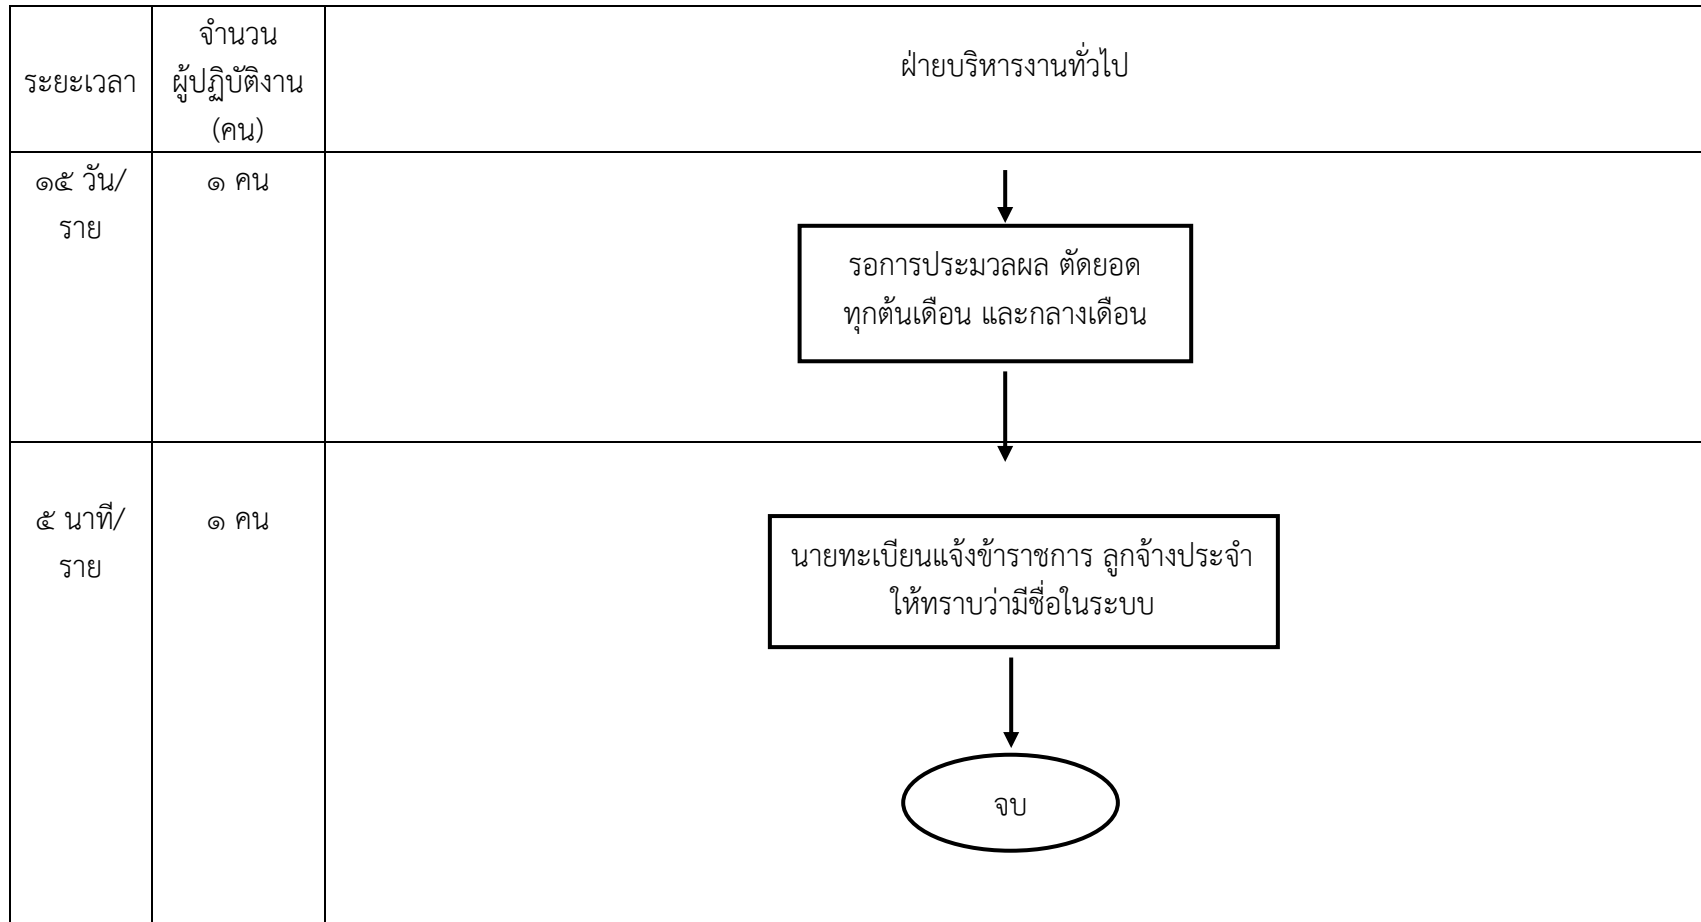 ระยะเวลา
จำนวน
ผู้ปฏิบัติงาน
(คน)
ฝ่ายบริหารงานทั่วไป
๑๕ วัน/
ราย
๑ คน
รอการประมวลผล ตัดยอด
ทุกต้นเดือน และกลางเดือน
๕ นาที/
ราย
๑ คน
นายทะเบียนแจ้งข้าราชการ ลูกจ้างประจำ
ให้ทราบว่ามีชื่อในระบบ
จบ